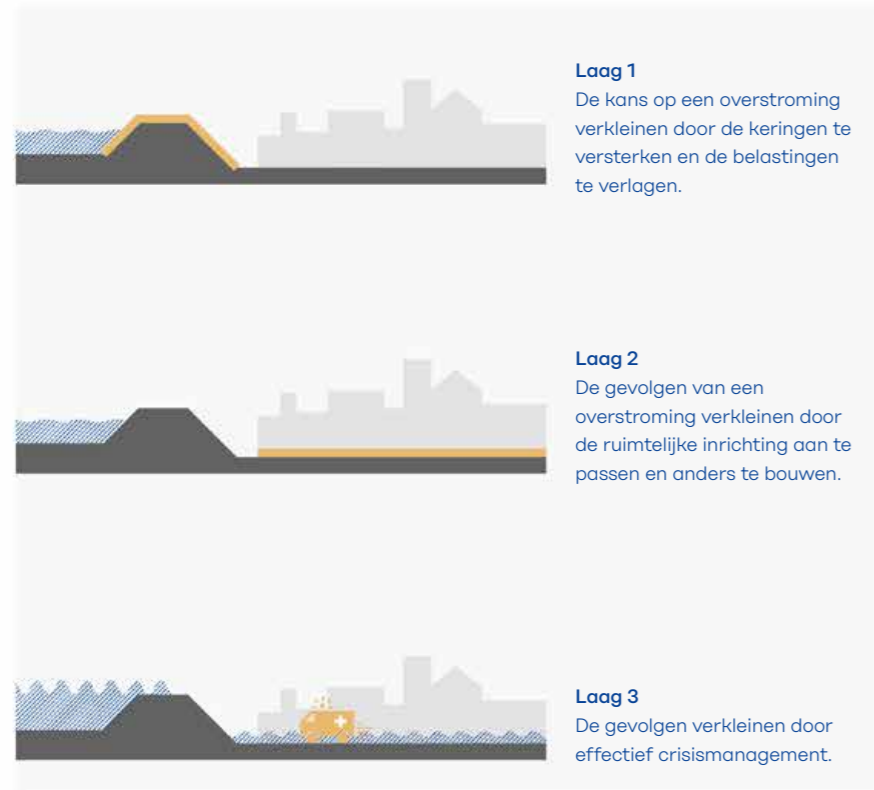 Laag 1
De kans op een overstroming
verkleinen door de keringen te
versterken en de belastingen
te verlagen.
Laag 2
De gevolgen van een
overstroming verkleinen door
de ruimtelijke inrichting aan te
passen en anders te bouwen.
Laag 3
De gevolgen verkleinen door
effectief crisismanagement.